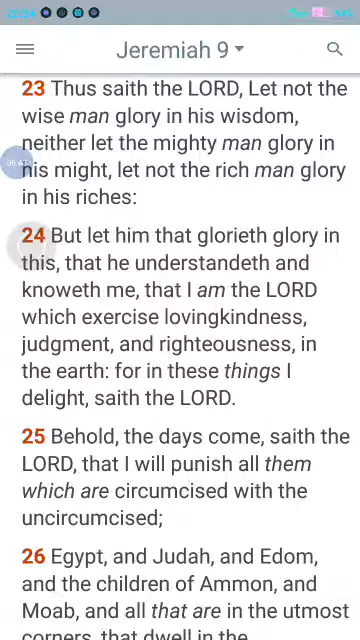 Jeremiah 9
23 Thus saith the LORD, Let not the
wise man glory in his wisdom,
neither let the mighty man glory in
his might, let not the rich man glory
in his riches:
24 But let him that glorieth glory in
this, that he understandeth and
knoweth me, that I am the LORD
which exercise lovingkindness,
judgment, and righteousness, in
the earth: for in these things I
delight, saith the LORD.
25 Behold, the days come, saith the
LORD, that I will punish all them
which are circumcised with the
uncircumcised;
26 Egypt, and Judah, and Edom,
and the children of Ammon, and
Moab, and all that are in the utmost
corners, that dwell in the